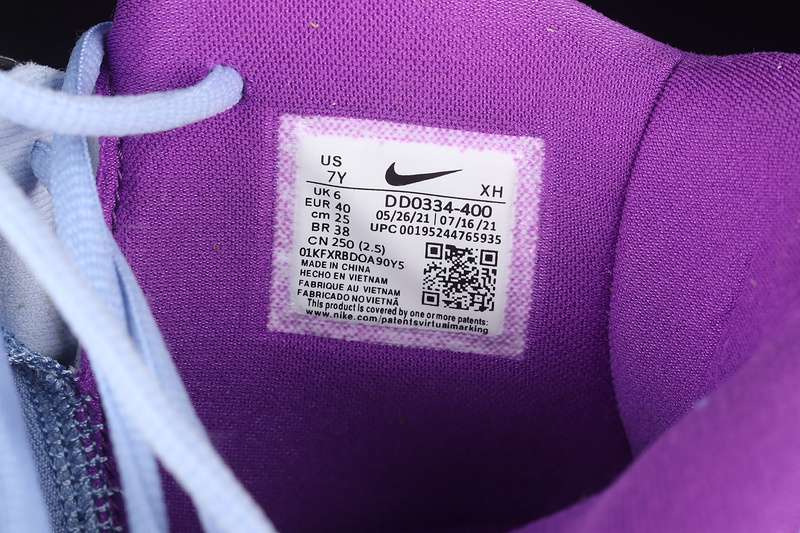 US
7Y
XH
UK 6
EUR 40
cm 25
BR 38
CN 250 (2.5)
DD0334-400
05/26/21 | 07/16/21
UPC 00195244765935
01KFXRBDOA90Y5
MADE IN CHINA
HECHO EN VIETNAM
FABRIQUE AU VIETNAM
FABRICADO NO VIETNÃ
This product is covered by one or more patents:
www.nike.com/patentsvirtualmarking